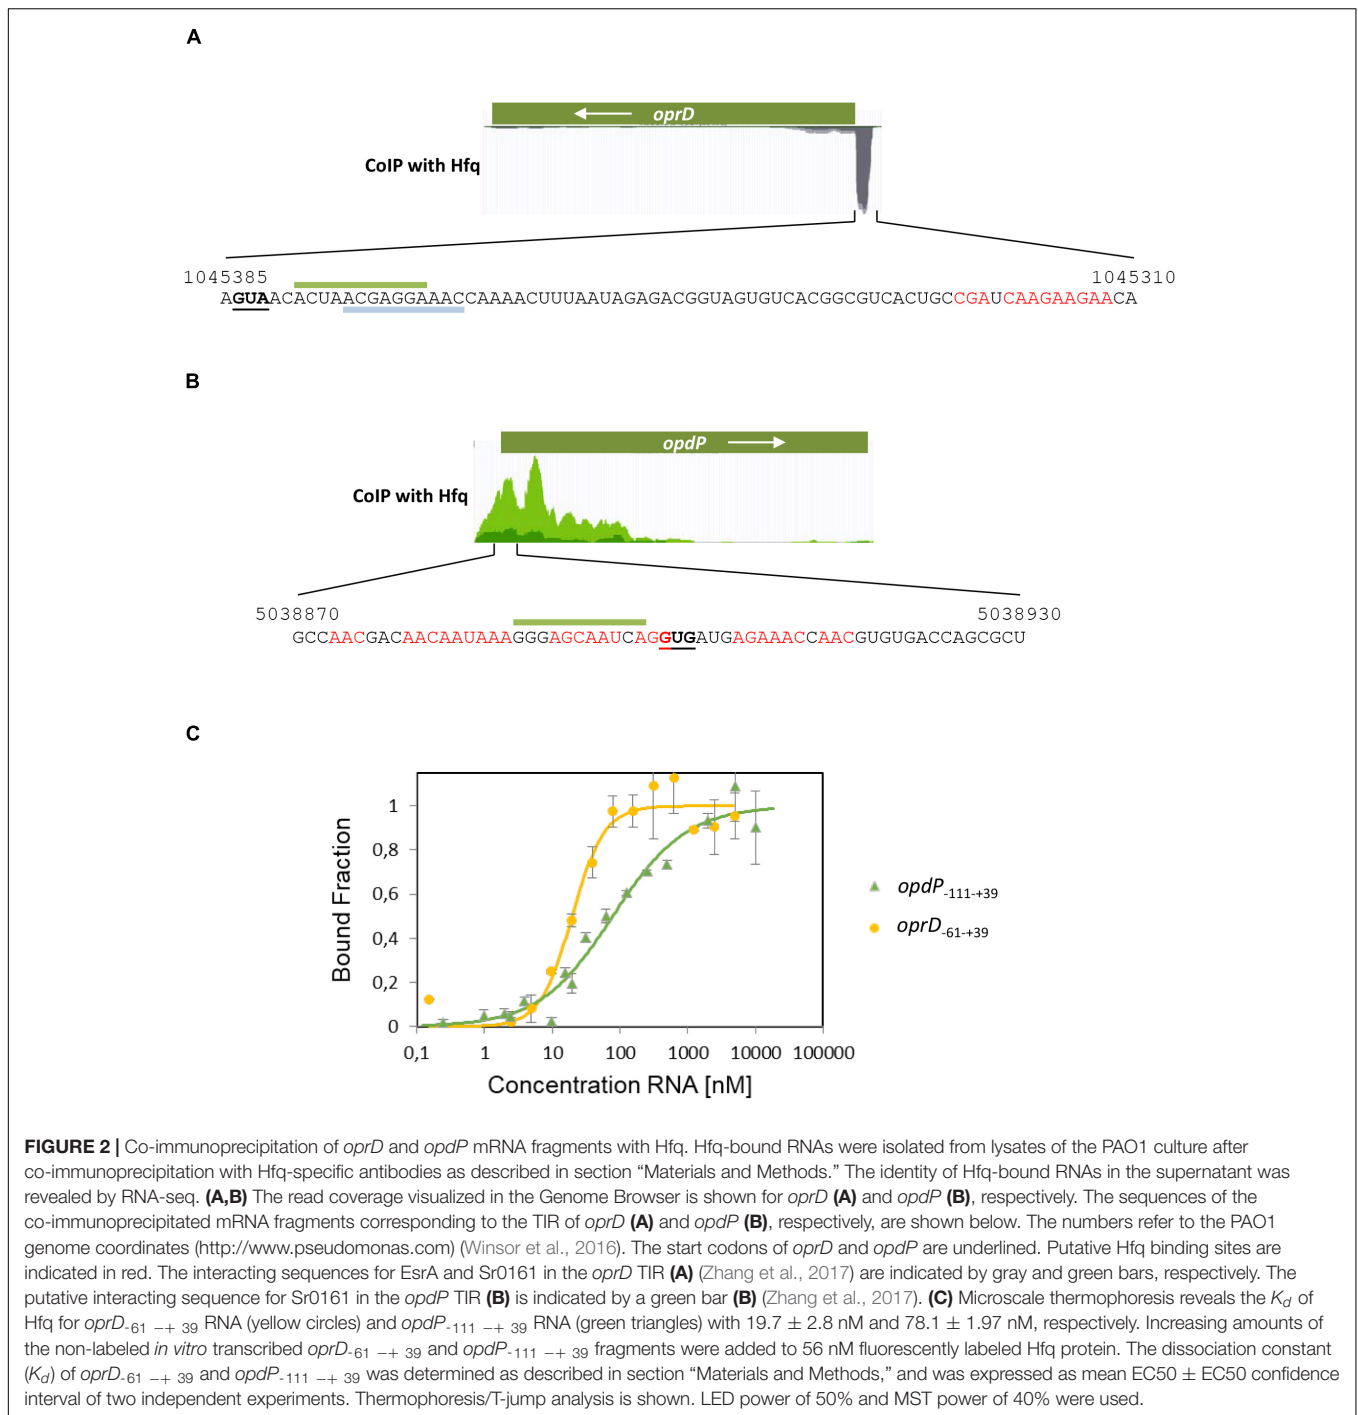 A
oprD
CoIP with Hfq
1045385 1045310
AGUAACACUAACGAGGAAACCAAAACUUUAAUAGAGACGGUAGUGUCACGGCGUCACUGCCGAUCAAGAAGAACA
B
opdP
CoIP with Hfq
5038870 5038930
GCCAACGACAACAAUAAAGGGAGCAAUCAGGUGAUGAGAAACCAACGUGUGACCAGCGCU
C
Bound Fraction
1
0,8
0,6
0,4
0,2
0
0,1 1 10 100 1000 10000 100000
Concentration RNA [nM]
opdP-111-+39
oprD-61-+39
FIGURE 2 | Co-immunoprecipitation of oprD and opdP mRNA fragments with Hfq. Hfq-bound RNAs were isolated from lysates of the PAO1 culture after
co-immunoprecipitation with Hfq-specific antibodies as described in section “Materials and Methods.” The identity of Hfq-bound RNAs in the supernatant was
revealed by RNA-seq. (A,B) The read coverage visualized in the Genome Browser is shown for oprD (A) and opdP (B), respectively. The sequences of the
co-immunoprecipitated mRNA fragments corresponding to the TIR of oprD (A) and opdP (B), respectively, are shown below. The numbers refer to the PAO1
genome coordinates (http://www.pseudomonas.com) (Winsor et al., 2016). The start codons of oprD and opdP are underlined. Putative Hfq binding sites are
indicated in red. The interacting sequences for EsrA and Sr0161 in the oprD TIR (A) (Zhang et al., 2017) are indicated by gray and green bars, respectively. The
putative interacting sequence for Sr0161 in the opdP TIR (B) is indicated by a green bar (B) (Zhang et al., 2017). (C) Microscale thermophoresis reveals the Kd of
Hfq for oprD-61 −+ 39 RNA (yellow circles) and opdP-111 −+ 39 RNA (green triangles) with 19.7 ± 2.8 nM and 78.1 ± 1.97 nM, respectively. Increasing amounts of
the non-labeled in vitro transcribed oprD-61 −+ 39 and opdP-111 −+ 39 fragments were added to 56 nM fluorescently labeled Hfq protein. The dissociation constant
(Kd) of oprD-61 −+ 39 and opdP-111 −+ 39 was determined as described in section “Materials and Methods,” and was expressed as mean EC50 ± EC50 confidence
interval of two independent experiments. Thermophoresis/T-jump analysis is shown. LED power of 50% and MST power of 40% were used.